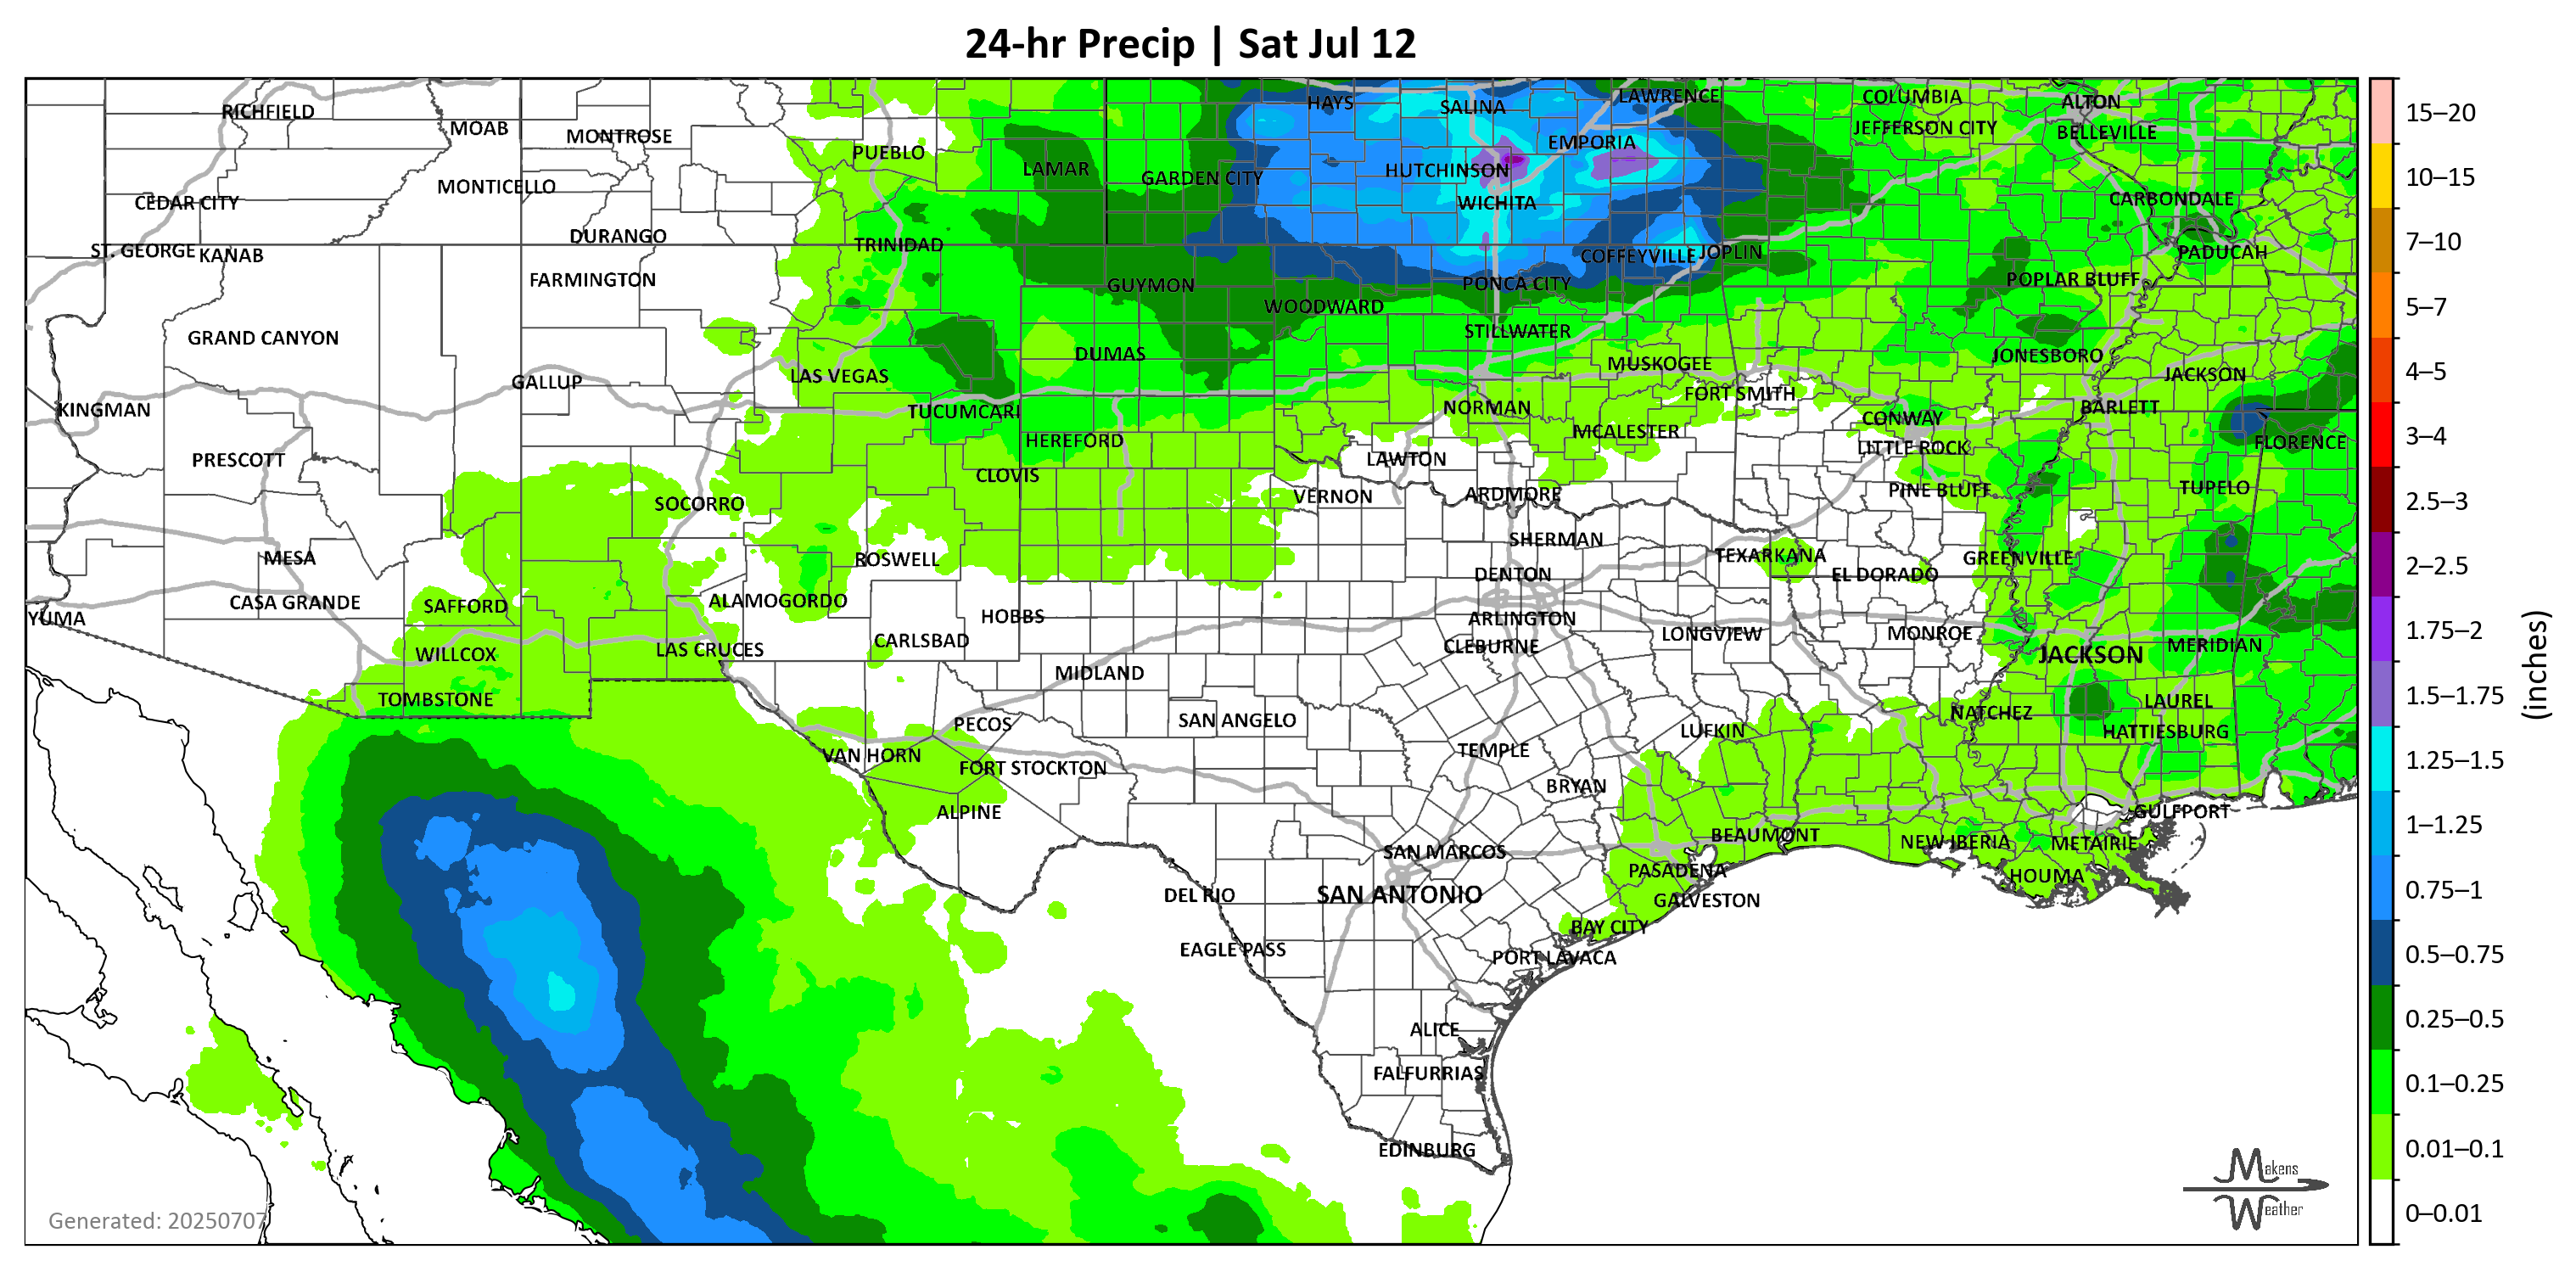 24-hr Precip | Sat Jul 12
RICHFIELD
MOAB
MONTROSE
PUEBLO
LAMAR
HAYS
SALINA
LAWRENCE
COLUMBIA
ALTON
JEFFERSON CITY
BELLEVILLE
EMPORIA
HUTCHINSON
GARDEN CITY
MONTICELLO
CEDAR CITY
WICHITA
CARBONDALE
DURANGO
TRINIDAD
ST. GEORGE
KANAB
COFFEYVILLE
JOPLIN
PADUCAH
FARMINGTON
GUYMON
PONCA CITY
POPLAR BLUFF
WOODWARD
STILLWATER
GRAND CANYON
DUMAS
JONESBORO
MUSKOGEE
LAS VEGAS
JACKSON
GALLUP
FORT SMITH
KINGMAN
TUCUMCARI
NORMAN
BARLETT
CONWAY
MCALESTER
HEREFORD
FLORENCE
LITTLE ROCK
PRESCOTT
LAWTON
CLOVIS
TUPELO
PINE BLUFF
VERNON
ARDMORE
SOCORRO
SHERMAN
MESA
ROSWELL
TEXARKANA
GREENVILLE
DENTON
EL DORADO
CASA GRANDE
SAFFORD
ALAMOGORDO
HOBBS
YUMA
ARLINGTON
CARLSBAD
LONGVIEW
MONROE
CLEBURNE
WILLCOX
LAS CRUCES
JACKSON
MERIDIAN
MIDLAND
TOMBSTONE
LAUREL
NATCHEZ
PECOS
SAN ANGELO
LUFKIN
HATTIESBURG
VAN HORN
TEMPLE
FORT STOCKTON
BRYAN
ALPINE
GULFPORT
BEAUMONT
NEW IBERIA
METAIRIE
SAN MARCOS
PASADENA
HOUMA
DEL RIO
SAN ANTONIO
GALVESTON
BAY CITY
EAGLE PASS
PORT LAVACA
ALICE
FALFURRIAS
EDINBURG
Generated: 20250707
Makens
Weather
15–20
10–15
7–10
5–7
4–5
3–4
2.5–3
2–2.5
1.75–2
1.5–1.75
1.25–1.5
1–1.25
0.75–1
0.5–0.75
0.25–0.5
0.1–0.25
0.01–0.1
0–0.01
(inches)